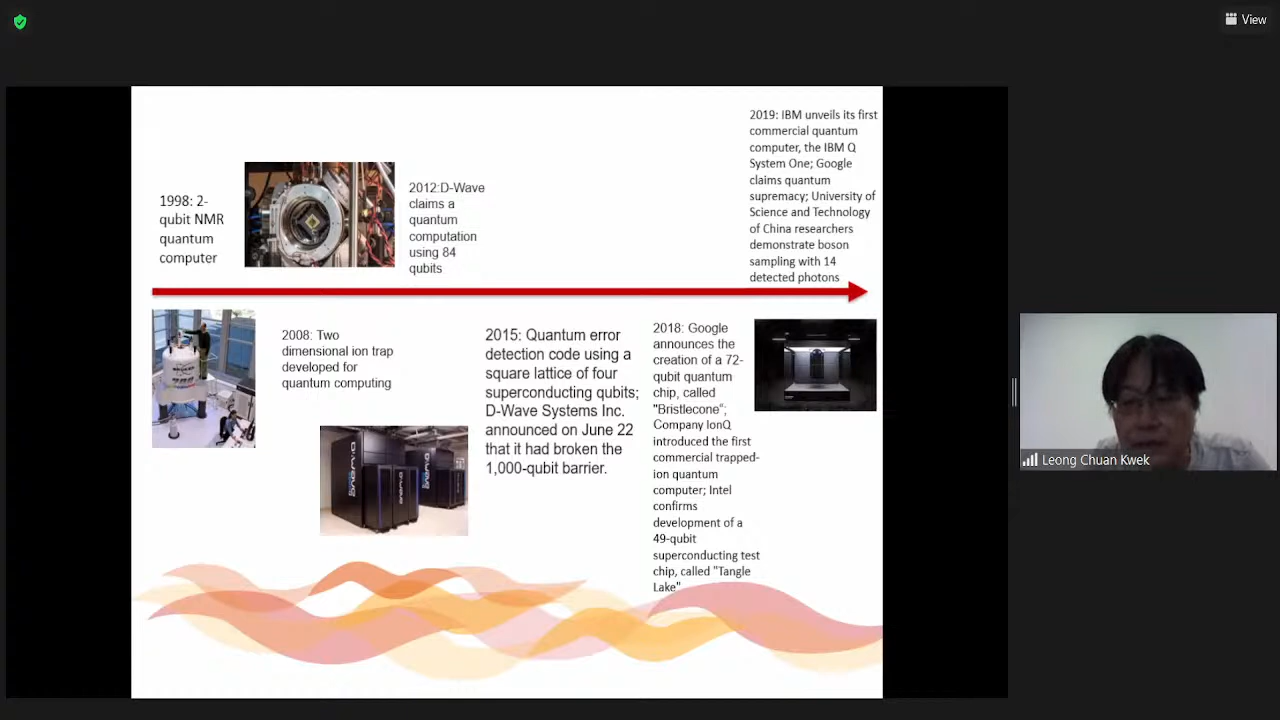 View
2019: IBM unveils its first
commercial quantum
computer, the IBM Q
System One; Google
claims quantum
supremacy; University of
Science and Technology
of China researchers
demonstrate boson
sampling with 14
detected photons
1998: 2-
qubit NMR
quantum
computer
2012:D-Wave
claims a
quantum
computation
using 84
qubits
2008: Two
dimensional ion trap
developed for
quantum computing
2015: Quantum error
detection code using a
square lattice of four
superconducting qubits;
D-Wave Systems Inc.
announced on June 22
that it had broken the
1,000-qubit barrier.
2018: Google
announces the
creation of a 72-
qubit quantum
chip, called
"Bristlecone";
Company IonQ
introduced the first
commercial trapped-
ion quantum
computer; Intel
confirms
development of a
49-qubit
superconducting test
chip, called "Tangle
Lake"
Leong Chuan Kwek